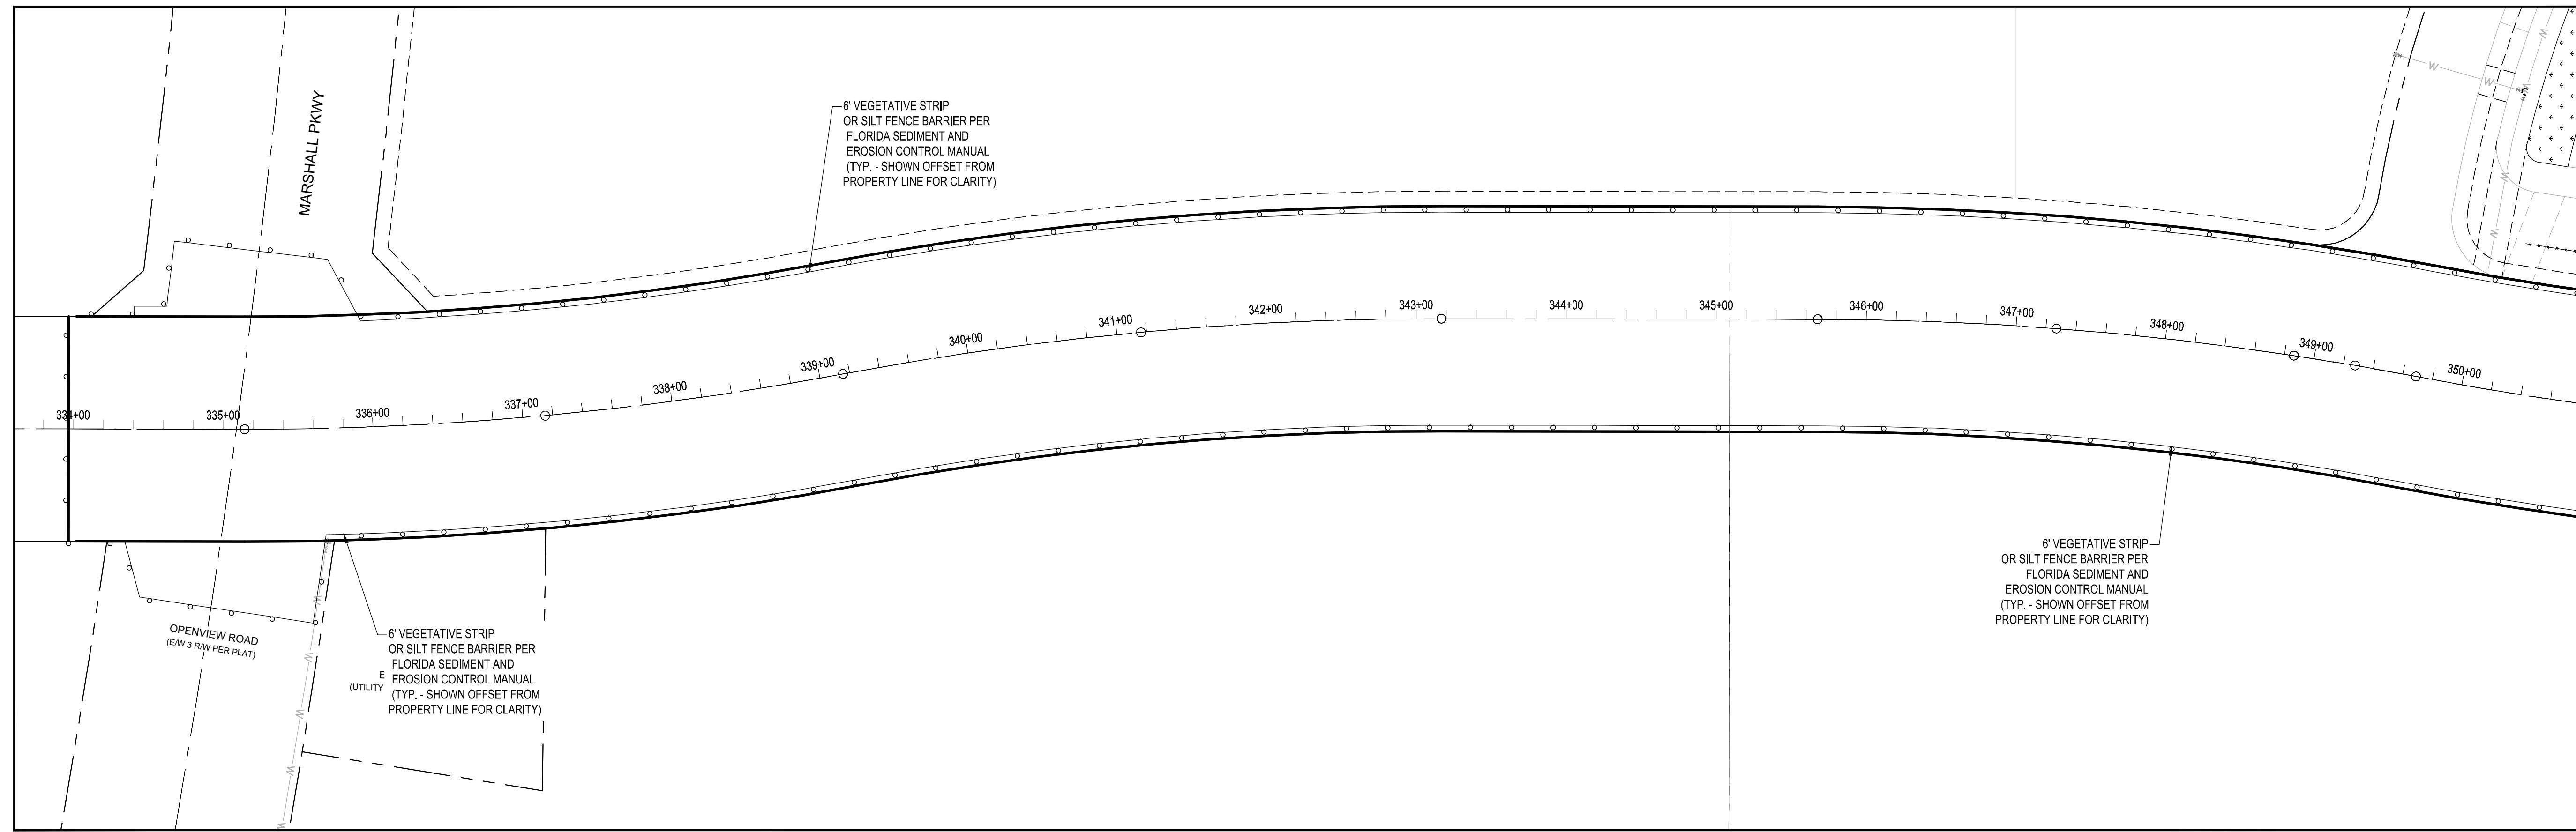 MARSHALL PKWY
6' VEGETATIVE STRIP
OR SILT FENCE BARRIER PER
FLORIDA SEDIMENT AND
EROSION CONTROL MANUAL
(TYP. - SHOWN OFFSET FROM
PROPERTY LINE FOR CLARITY)
W
W
W
W
W
W
W
334+00
335+00
336+00
337+00
338+00
339+00
340+00
341+00
342+00
343+00
344+00
345+00
346+00
347+00
348+00
349+00
350+00
OPENVIEW ROAD
(E/W 3 R/W PER PLAT)
W
W
W
W
W
E
(UTILITY
6' VEGETATIVE STRIP
OR SILT FENCE BARRIER PER
FLORIDA SEDIMENT AND
EROSION CONTROL MANUAL
(TYP. - SHOWN OFFSET FROM
PROPERTY LINE FOR CLARITY)
6' VEGETATIVE STRIP
OR SILT FENCE BARRIER PER
FLORIDA SEDIMENT AND
EROSION CONTROL MANUAL
(TYP. - SHOWN OFFSET FROM
PROPERTY LINE FOR CLARITY)